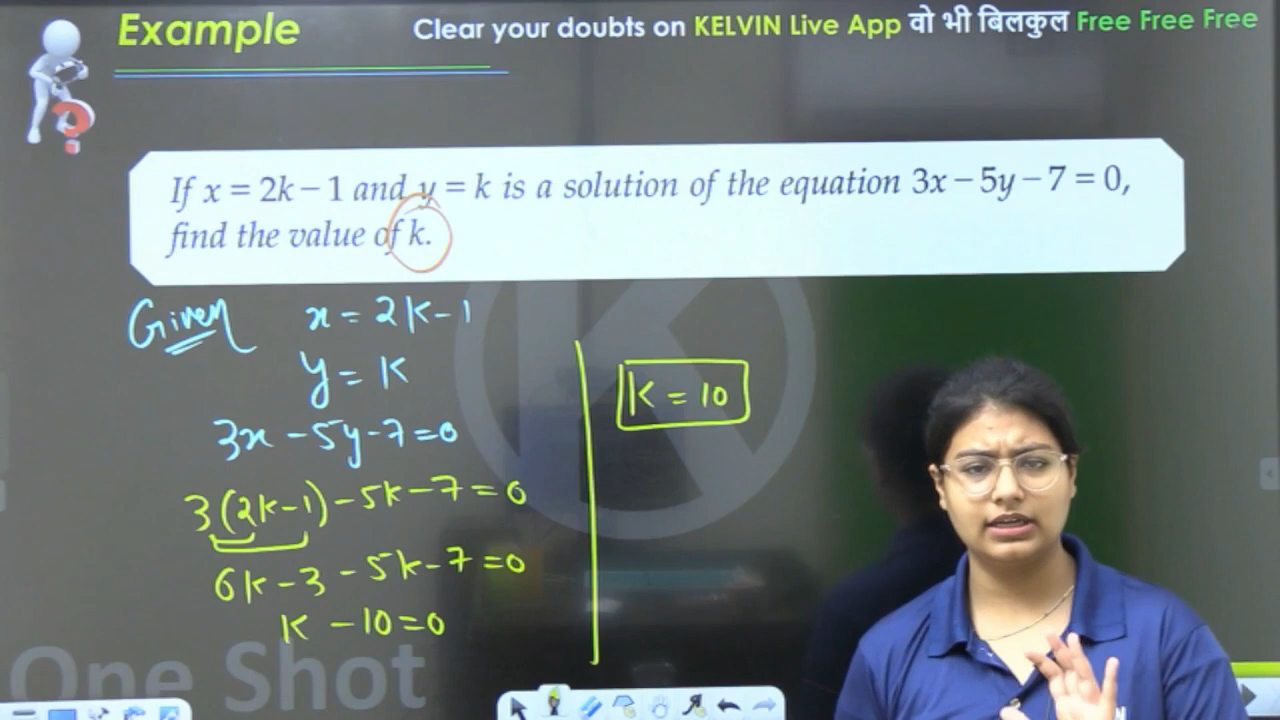 Example
Clear your doubts on KELVIN Live App वो भी बिलकुल Free Free Free
If x = 2k – 1 and y = k is a solution of the equation 3x – 5y – 7 = 0,
find the value of k.
Given x = 2k-1
y = k
3x - 5y - 7 = 0
3(2k-1) - 5k - 7 = 0
6k - 3 - 5k - 7 = 0
k - 10 = 0
k = 10
One Shot